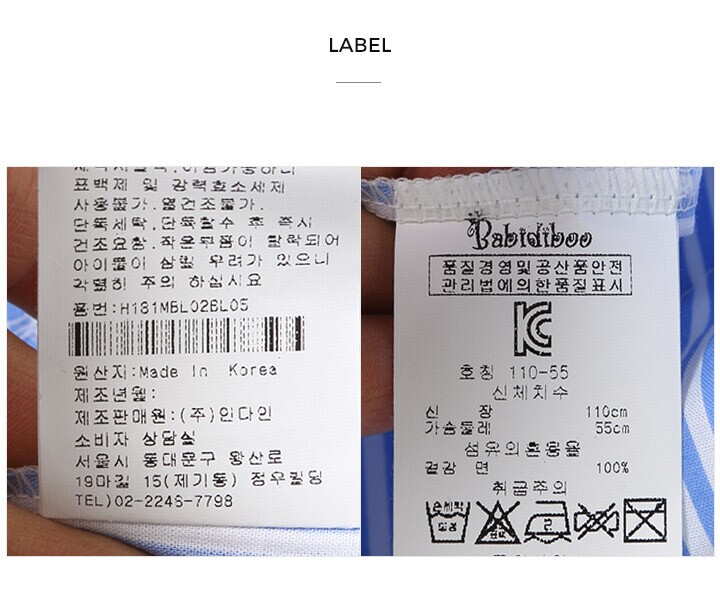 LABEL
표백제 및 강력효소세제
사용불가.열건조불가.
단독세탁,단독탈수 후 즉시
건조요함.작은부품이 탈락되어
아이들이 삼킬 우려가 있으니
각별히 주의 하십시요
품번:H181MBL02BL05
원산지:Made In Korea
제조년월:
제조판매원:(주)인다인
소비자 상담실
서울시 동대문구 왕산로
19마길 15(제기동) 정우빌딩
TEL)02-2246-7798
Babidiboo
품질경영및공산품안전
관리법에의한품질표시
호칭 110-55
신체치수
신 장 110cm
가슴둘레 55cm
섬유의혼용율
겉감 면 100%
취급주의
손세탁
중성